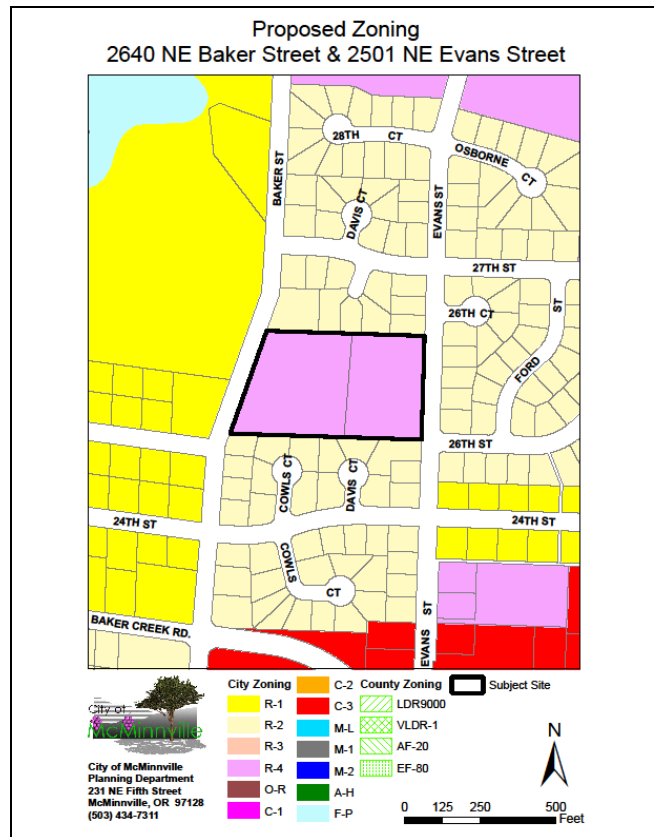 Proposed Zoning
2640 NE Baker Street & 2501 NE Evans Street
28TH CT
OSBORNE CT
BAKER ST
DAVIS CT
EVANS ST
27TH ST
26TH CT
FORD ST
26TH ST
COWLS CT
DAVIS CT
24TH ST
24TH ST
COWLS CT
BAKER CREEK RD.
EVANS ST
City of
McMinnville
City of McMinnville
Planning Department
231 NE Fifth Street
McMinnville, OR 97128
(503) 434-7311
City Zoning
R-1
R-2
R-3
R-4
O-R
C-1
C-2
C-3
M-L
M-1
M-2
A-H
F-P
County Zoning
LDR9000
VLDR-1
AF-20
EF-80
Subject Site
N
0 125 250 500
Feet